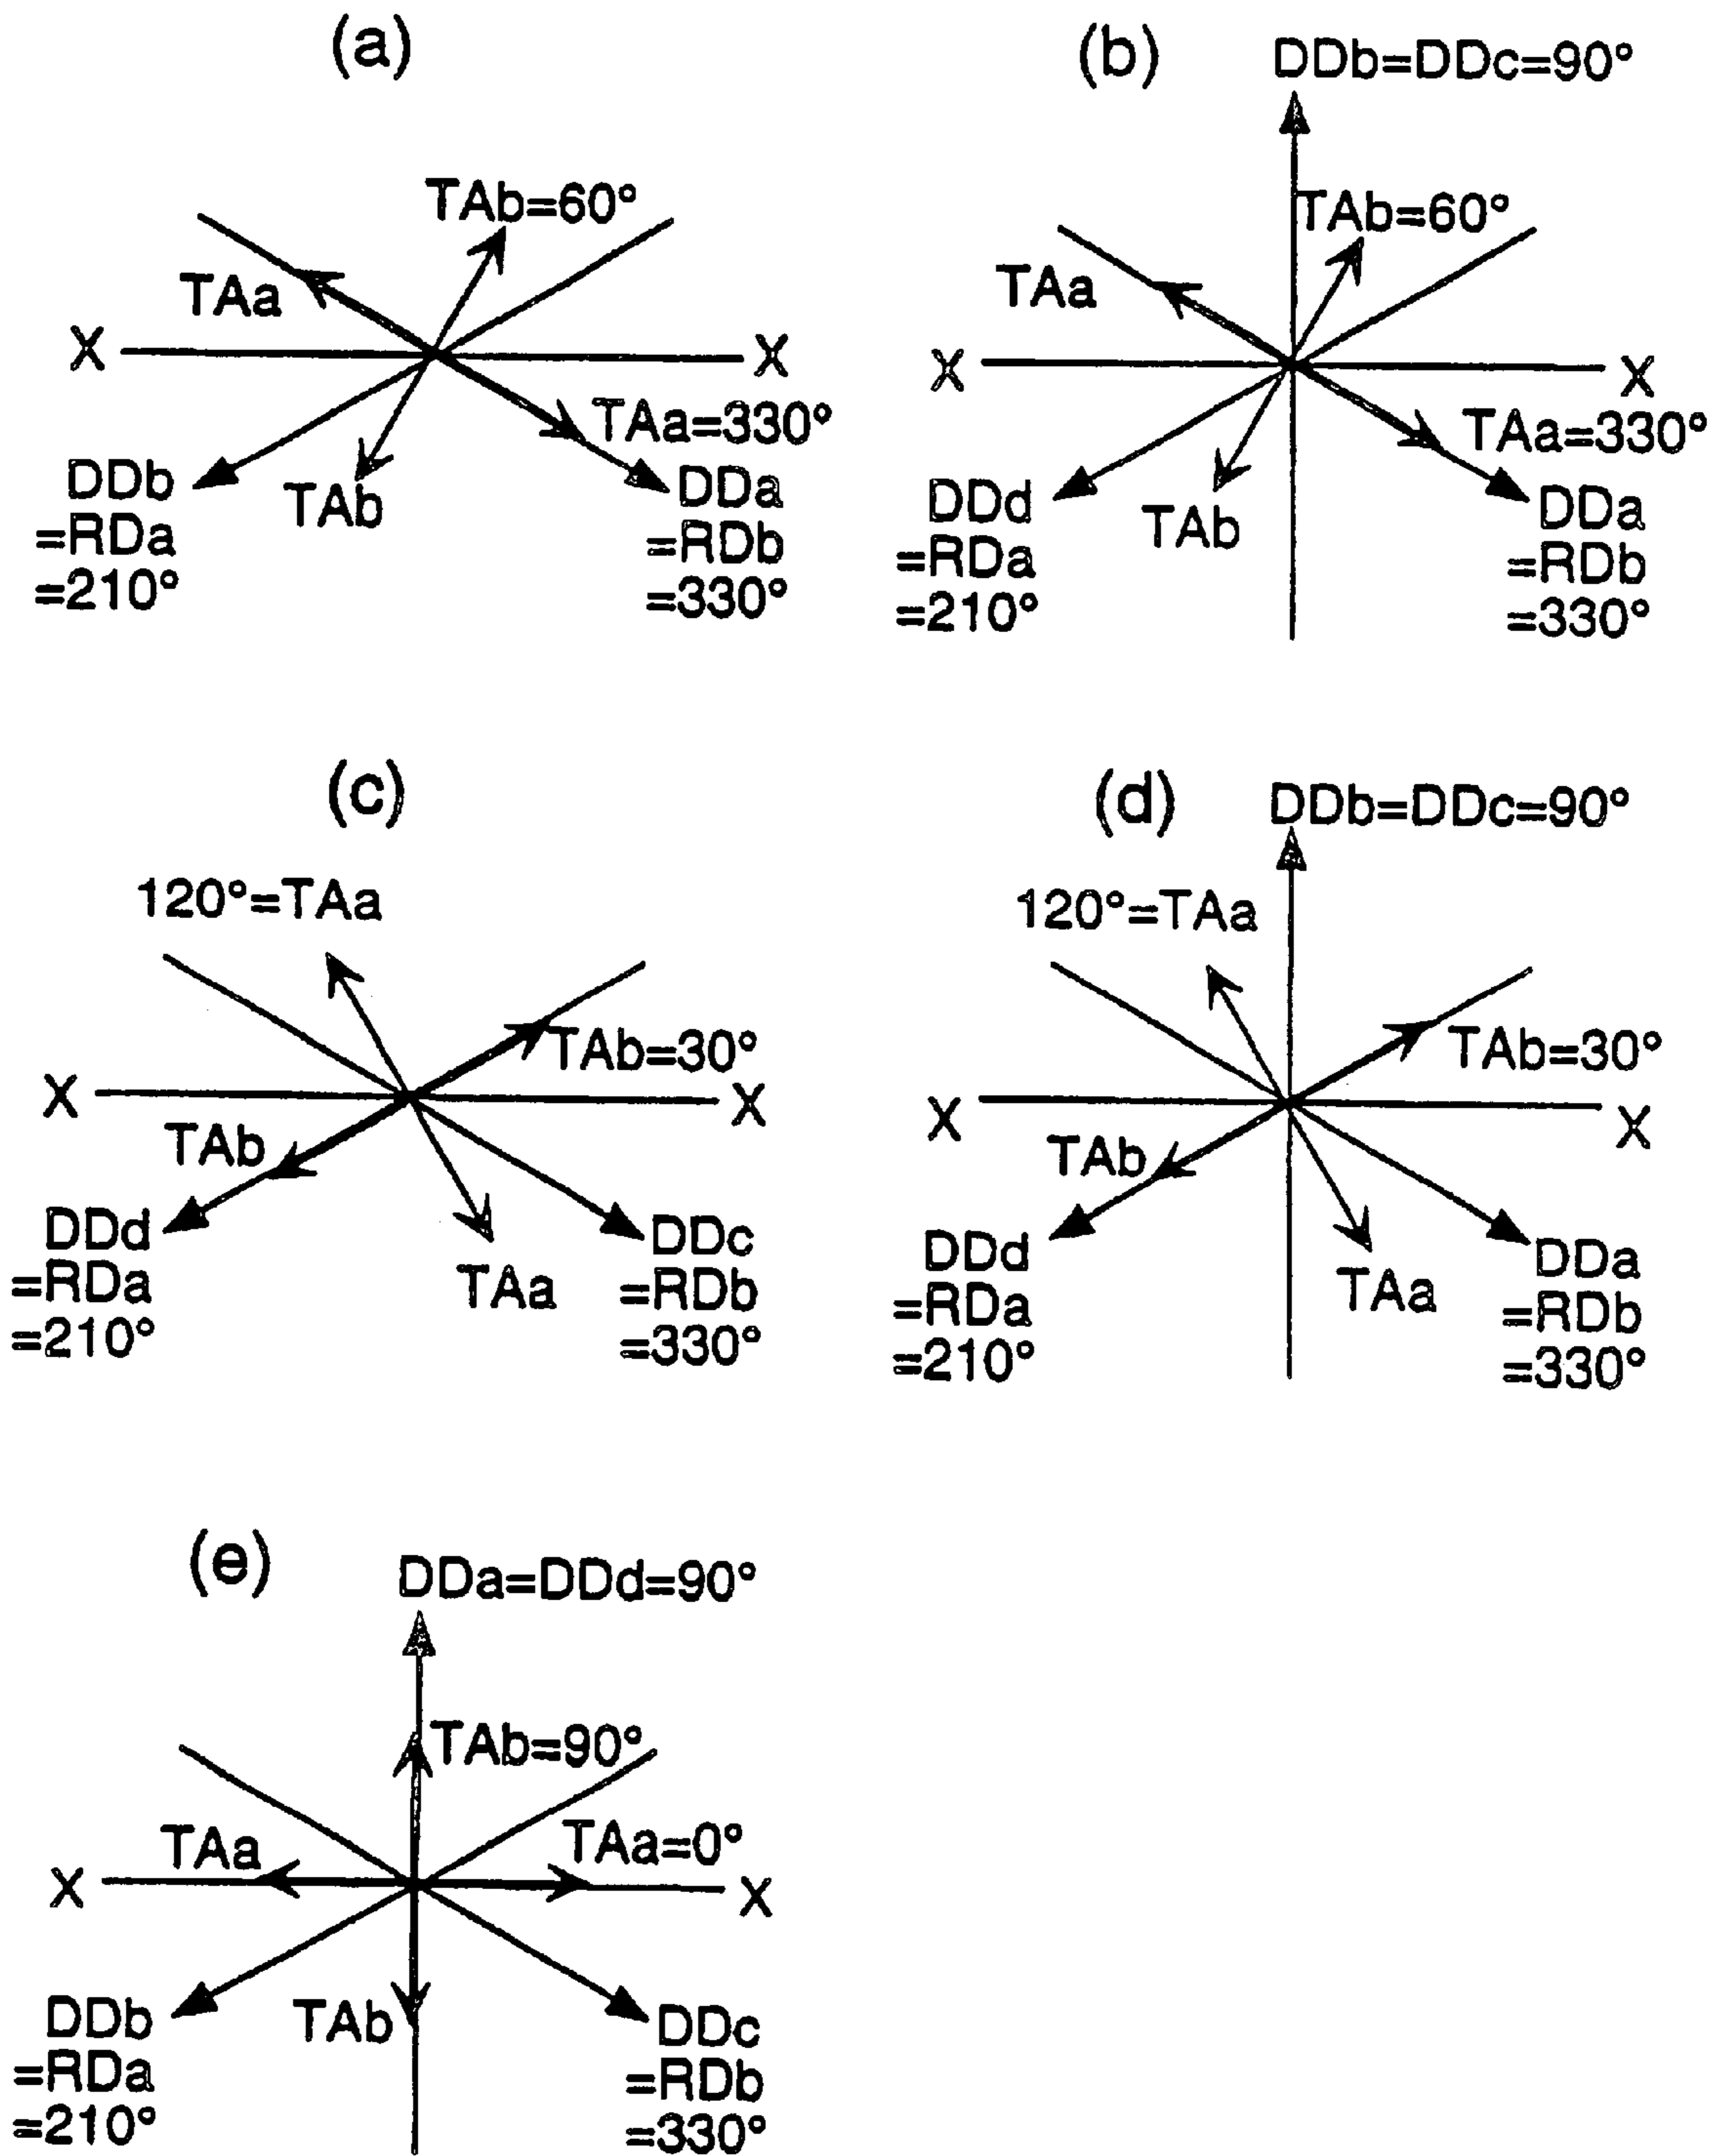 (a)
TAb=60°
TAa
X
X
TAa=330°
DDb
=RDa
=210°
TAb
DDa
=RDb
=330°
(b)
DDb=DDc=90°
TAb=60°
TAa
X
X
TAa=330°
DDd
=RDa
=210°
TAb
DDa
=RDb
=330°
(c)
120°=TAa
TAb=30°
X
X
TAb
DDd
=RDa
=210°
TAa
DDc
=RDb
=330°
(d)
DDb=DDc=90°
120°=TAa
TAb=30°
X
X
TAb
DDd
=RDa
=210°
TAa
DDa
=RDb
=330°
(e)
DDa=DDd=90°
TAb=90°
TAa
TAa=0°
X
X
DDb
=RDa
=210°
TAb
DDc
=RDb
=330°